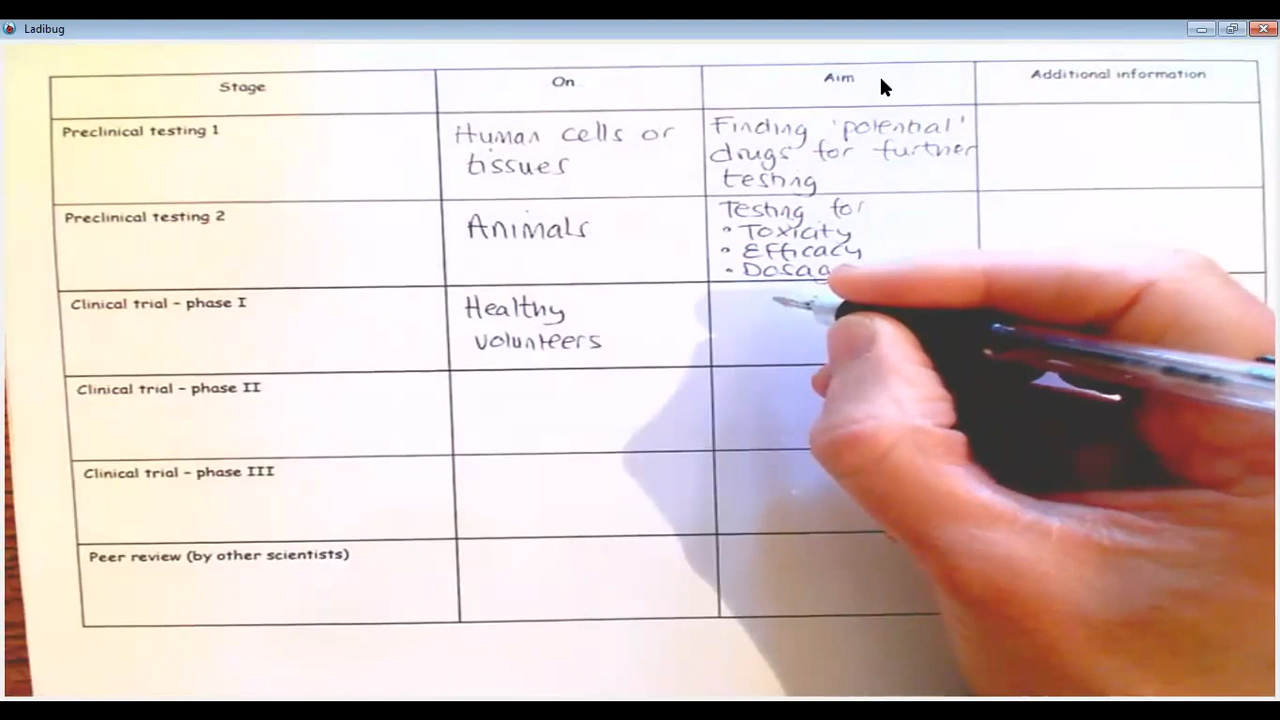 Ladibug
Stage
On
Aim
Additional information
Preclinical testing 1
Human cells or
tissues
Finding 'potential'
drugs for further
testing
Preclinical testing 2
Animals
Testing for
• Toxicity
• Efficacy
• Dosag
Clinical trial – phase I
Healthy
volunteers
Clinical trial – phase II
Clinical trial – phase III
Peer review (by other scientists)